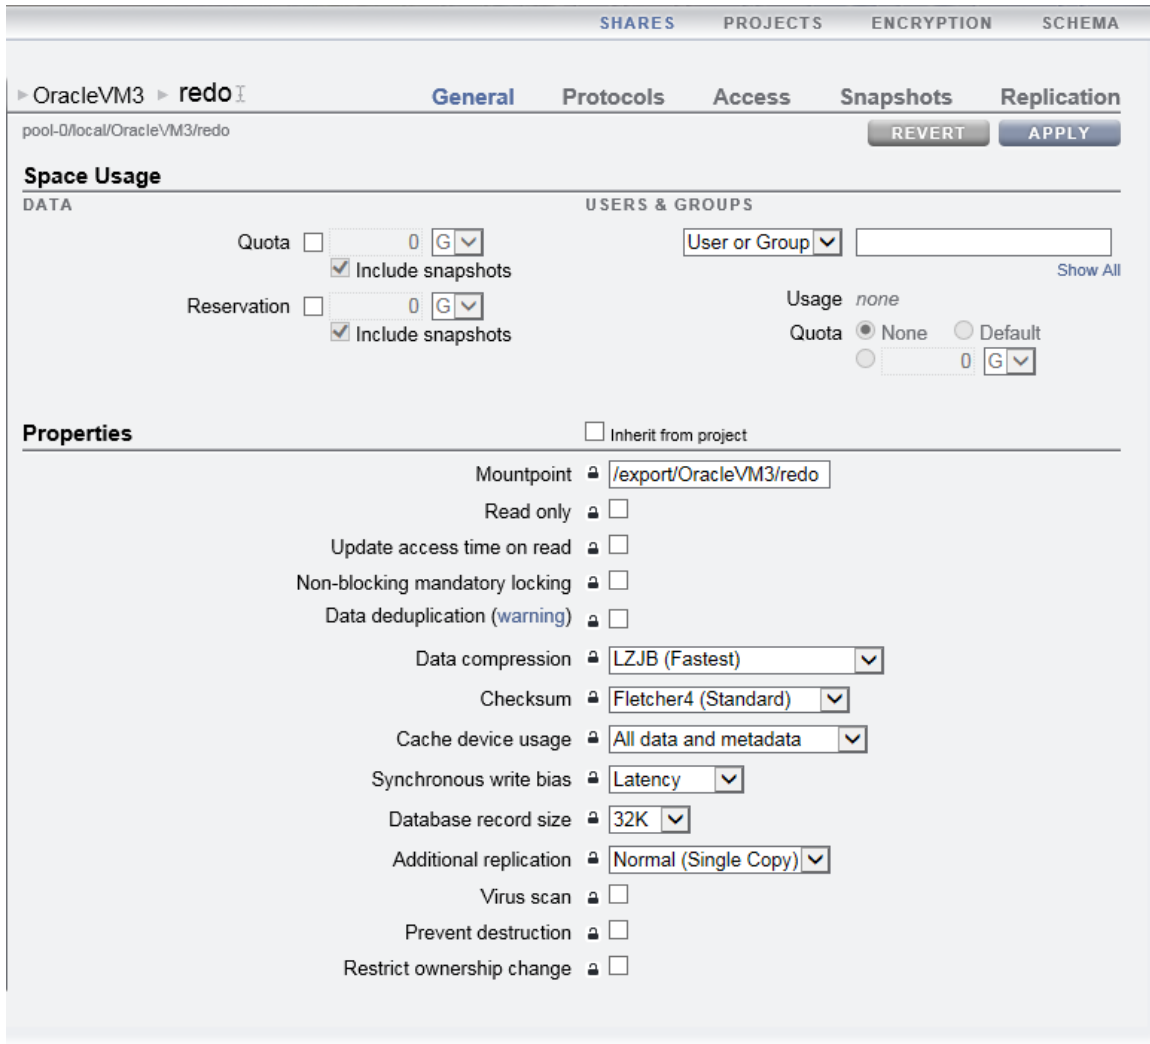 SHARES PROJECTS ENCRYPTION SCHEMA
OracleVM3 redo General Protocols Access Snapshots Replication
pool-0/local/OracleVM3/redo REVERT APPLY
Space Usage
DATA USERS & GROUPS
Quota 0 G User or Group
Include snapshots Show All
Reservation 0 G Usage none
Include snapshots Quota None Default
0 G
Properties Inherit from project
Mountpoint /export/OracleVM3/redo
Read only
Update access time on read
Non-blocking mandatory locking
Data deduplication (warning)
Data compression LZJB (Fastest)
Checksum Fletcher4 (Standard)
Cache device usage All data and metadata
Synchronous write bias Latency
Database record size 32K
Additional replication Normal (Single Copy)
Virus scan
Prevent destruction
Restrict ownership change